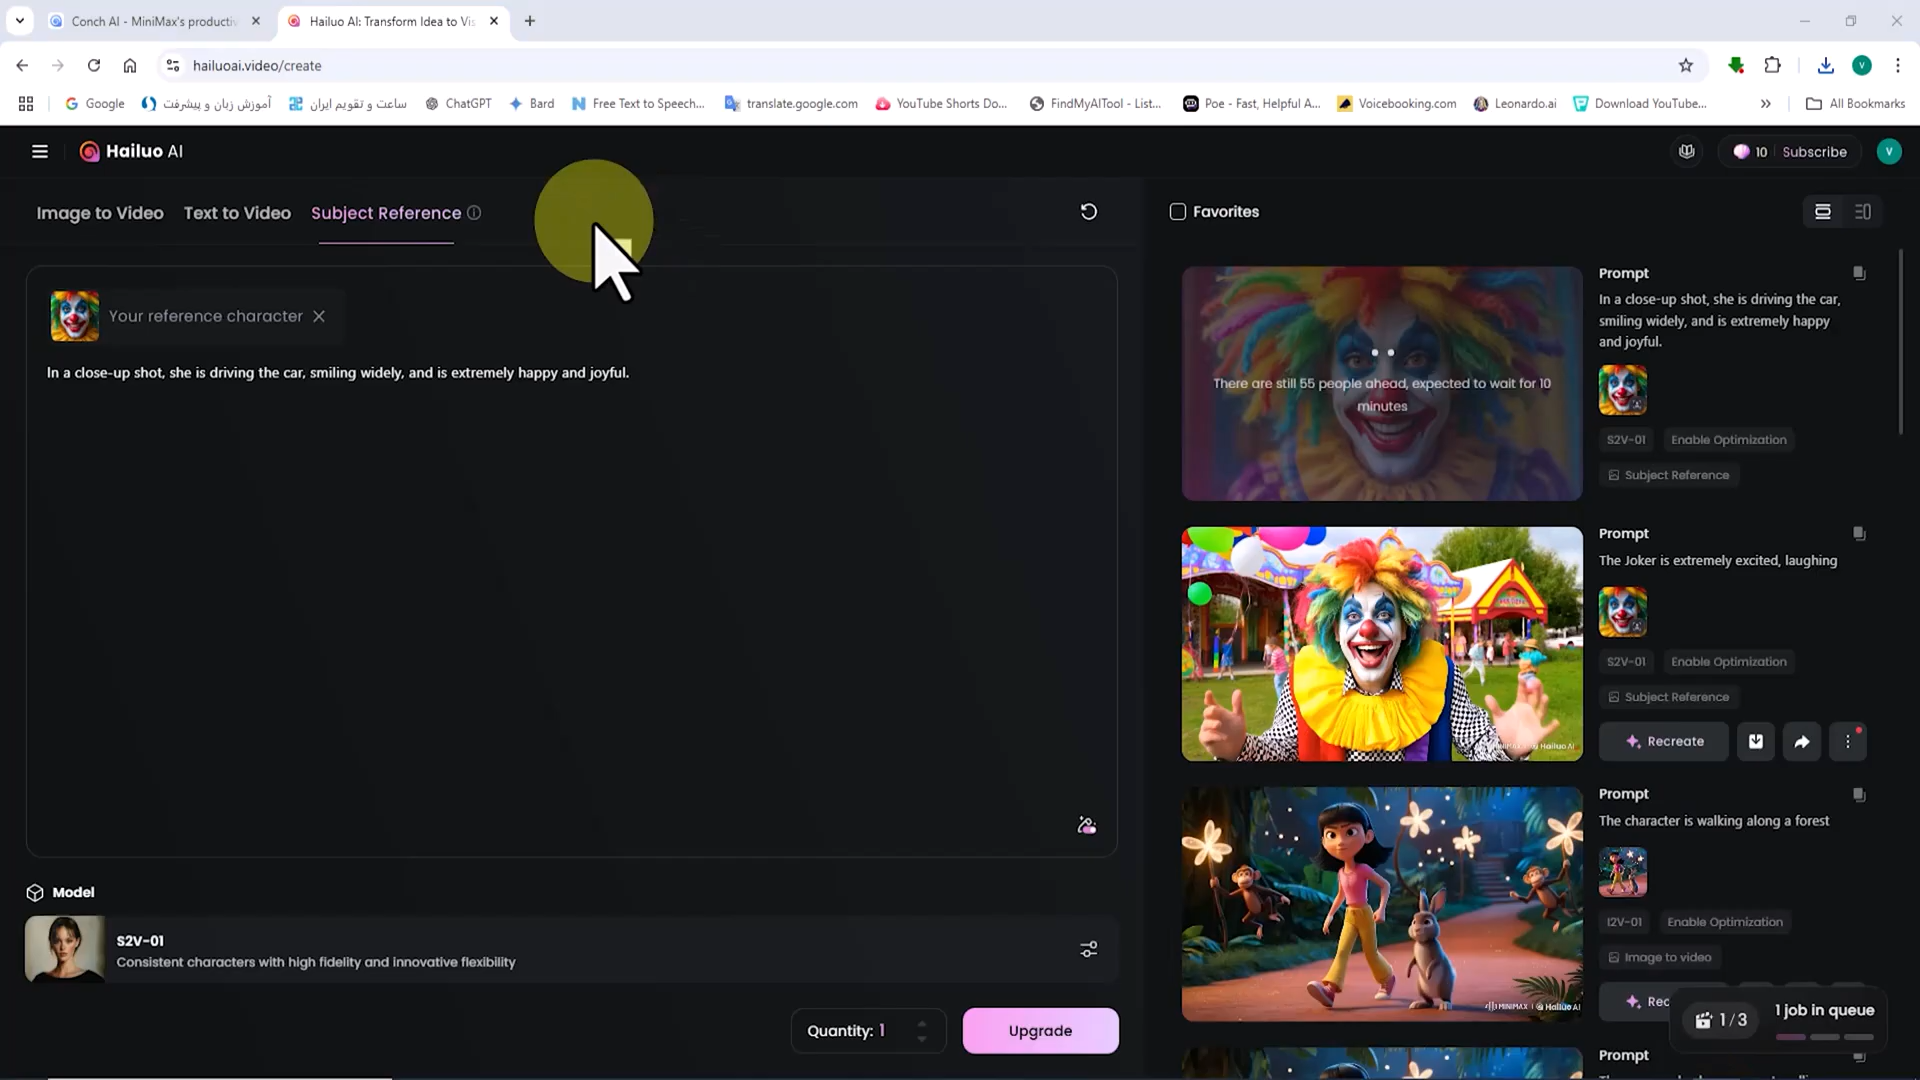 Conch AI - MiniMax's producti
Hailuo AI: Transform Idea to Vis
hailuoai.video/create
Google
آموزش زبان و پیشرفت
ساعت و تقویم ایران
ChatGPT
Bard
Free Text to Speech...
translate.google.com
YouTube Shorts Do...
FindMyAITool - List...
Poe - Fast, Helpful A...
Voicebooking.com
Leonardo.ai
Download YouTube...
All Bookmarks
Hailuo AI
10
Subscribe
V
Image to Video
Text to Video
Subject Reference
Your reference character
In a close-up shot, she is driving the car, smiling widely, and is extremely happy and joyful.
Model
S2V-01
Consistent characters with high fidelity and innovative flexibility
Quantity: 1
Upgrade
Favorites
There are still 55 people ahead, expected to wait for 10
minutes
Prompt
In a close-up shot, she is driving the car,
smiling widely, and is extremely happy
and joyful.
S2V-01
Enable Optimization
Subject Reference
Prompt
The Joker is extremely excited, laughing
S2V-01
Enable Optimization
Subject Reference
Recreate
MINIMAX | Hailuo AI
Prompt
The character is walking along a forest
I2V-01
Enable Optimization
Image to video
Rec
MINIMAX | Hailuo AI
1/3
1 job in queue
Prompt